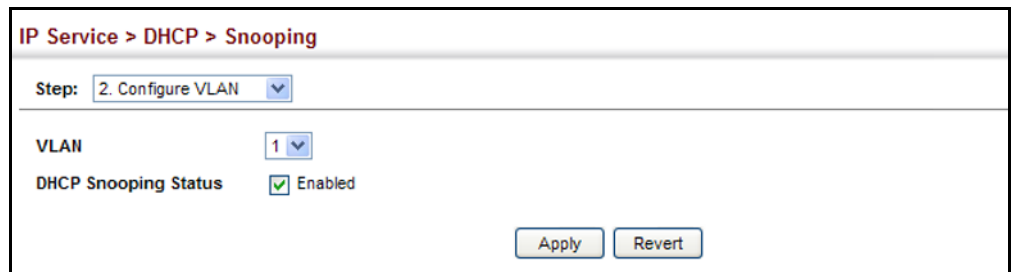 IP Service > DHCP > Snooping
Step: 2. Configure VLAN
VLAN 1
DHCP Snooping Status Enabled
Apply Revert